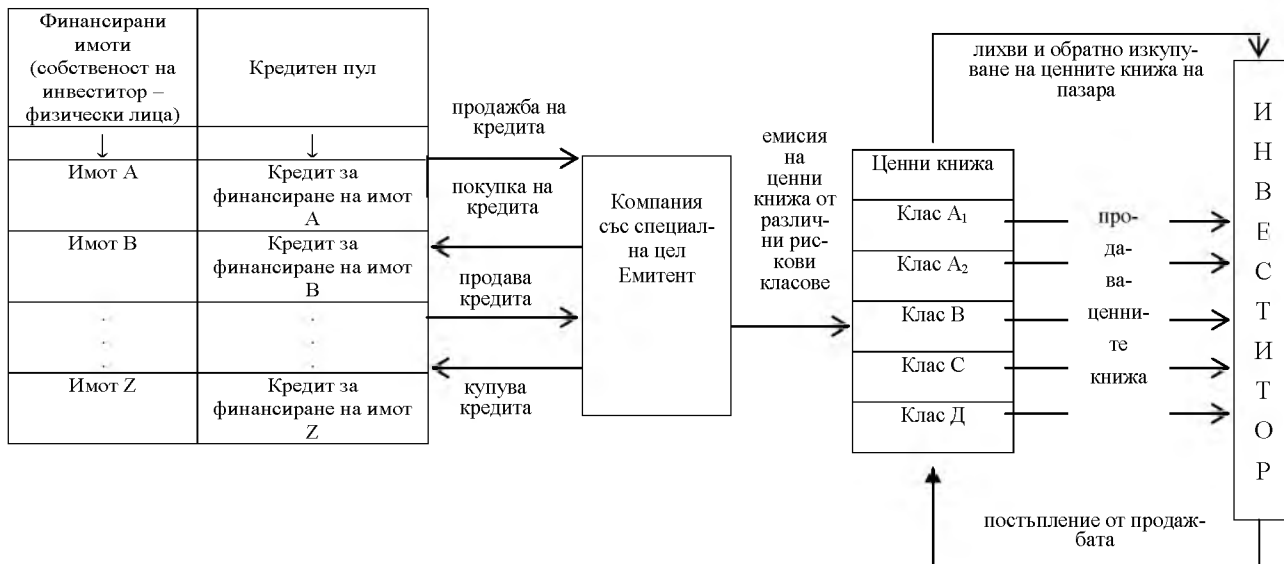 Финансирани
имоти
(собственост на
инвеститор –
физически лица)
Кредитен пул
↓
↓
Имот А
Кредит за
финансиране на имот
А
Имот В
Кредит за
финансиране на имот
В
.
.
.
.
.
.
Имот Z
Кредит за
финансиране на имот
Z
продажба на
кредита
покупка на
кредита
продава
кредита
купува
кредита
Компания
със специал-
на цел
Емитент
емисия
на
ценни
книжа от
различ-
ни рис-
кови
класове
Ценни книжа
Клас А₁
Клас А₂
Клас В
Клас С
Клас Д
лихви и обратно изкупу-
ване на ценните книжа на
пазара
про-
да-
ва-
ценни-
те
книжа
И
Н
В
Е
С
Т
И
Т
О
Р
постъпление от продаж-
бата